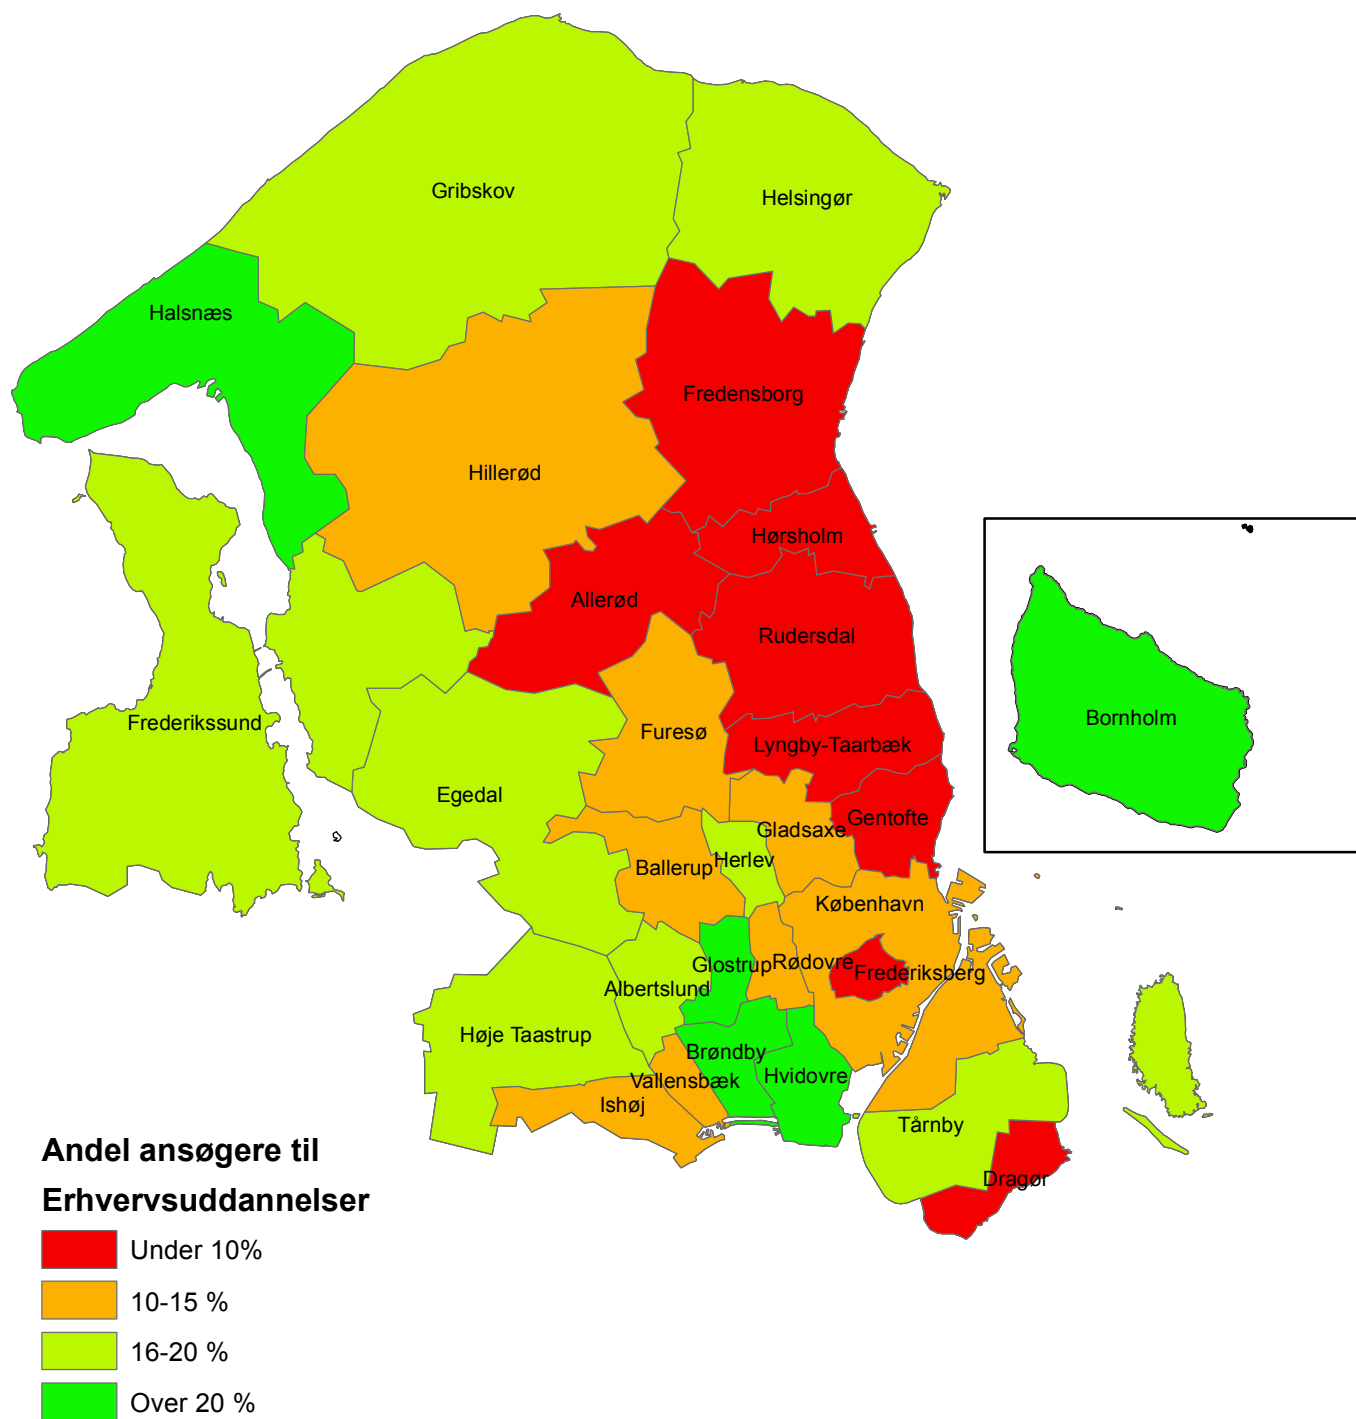 Gribskov
Helsingør
Halsnæs
Fredensborg
Hillerød
Hørsholm
Allerød
Rudersdal
Bornholm
Frederikssund
Furesø
Lyngby-Taarbæk
Egedal
Gentofte
Gladsaxe
Herlev
Ballerup
København
Glostrup
Rødovre
Frederiksberg
Albertslund
Høje Taastrup
Brøndby
Hvidovre
Vallensbæk
Ishøj
Tårnby
Dragør
Andel ansøgere til
Erhvervsuddannelser
Under 10%
10-15 %
16-20 %
Over 20 %